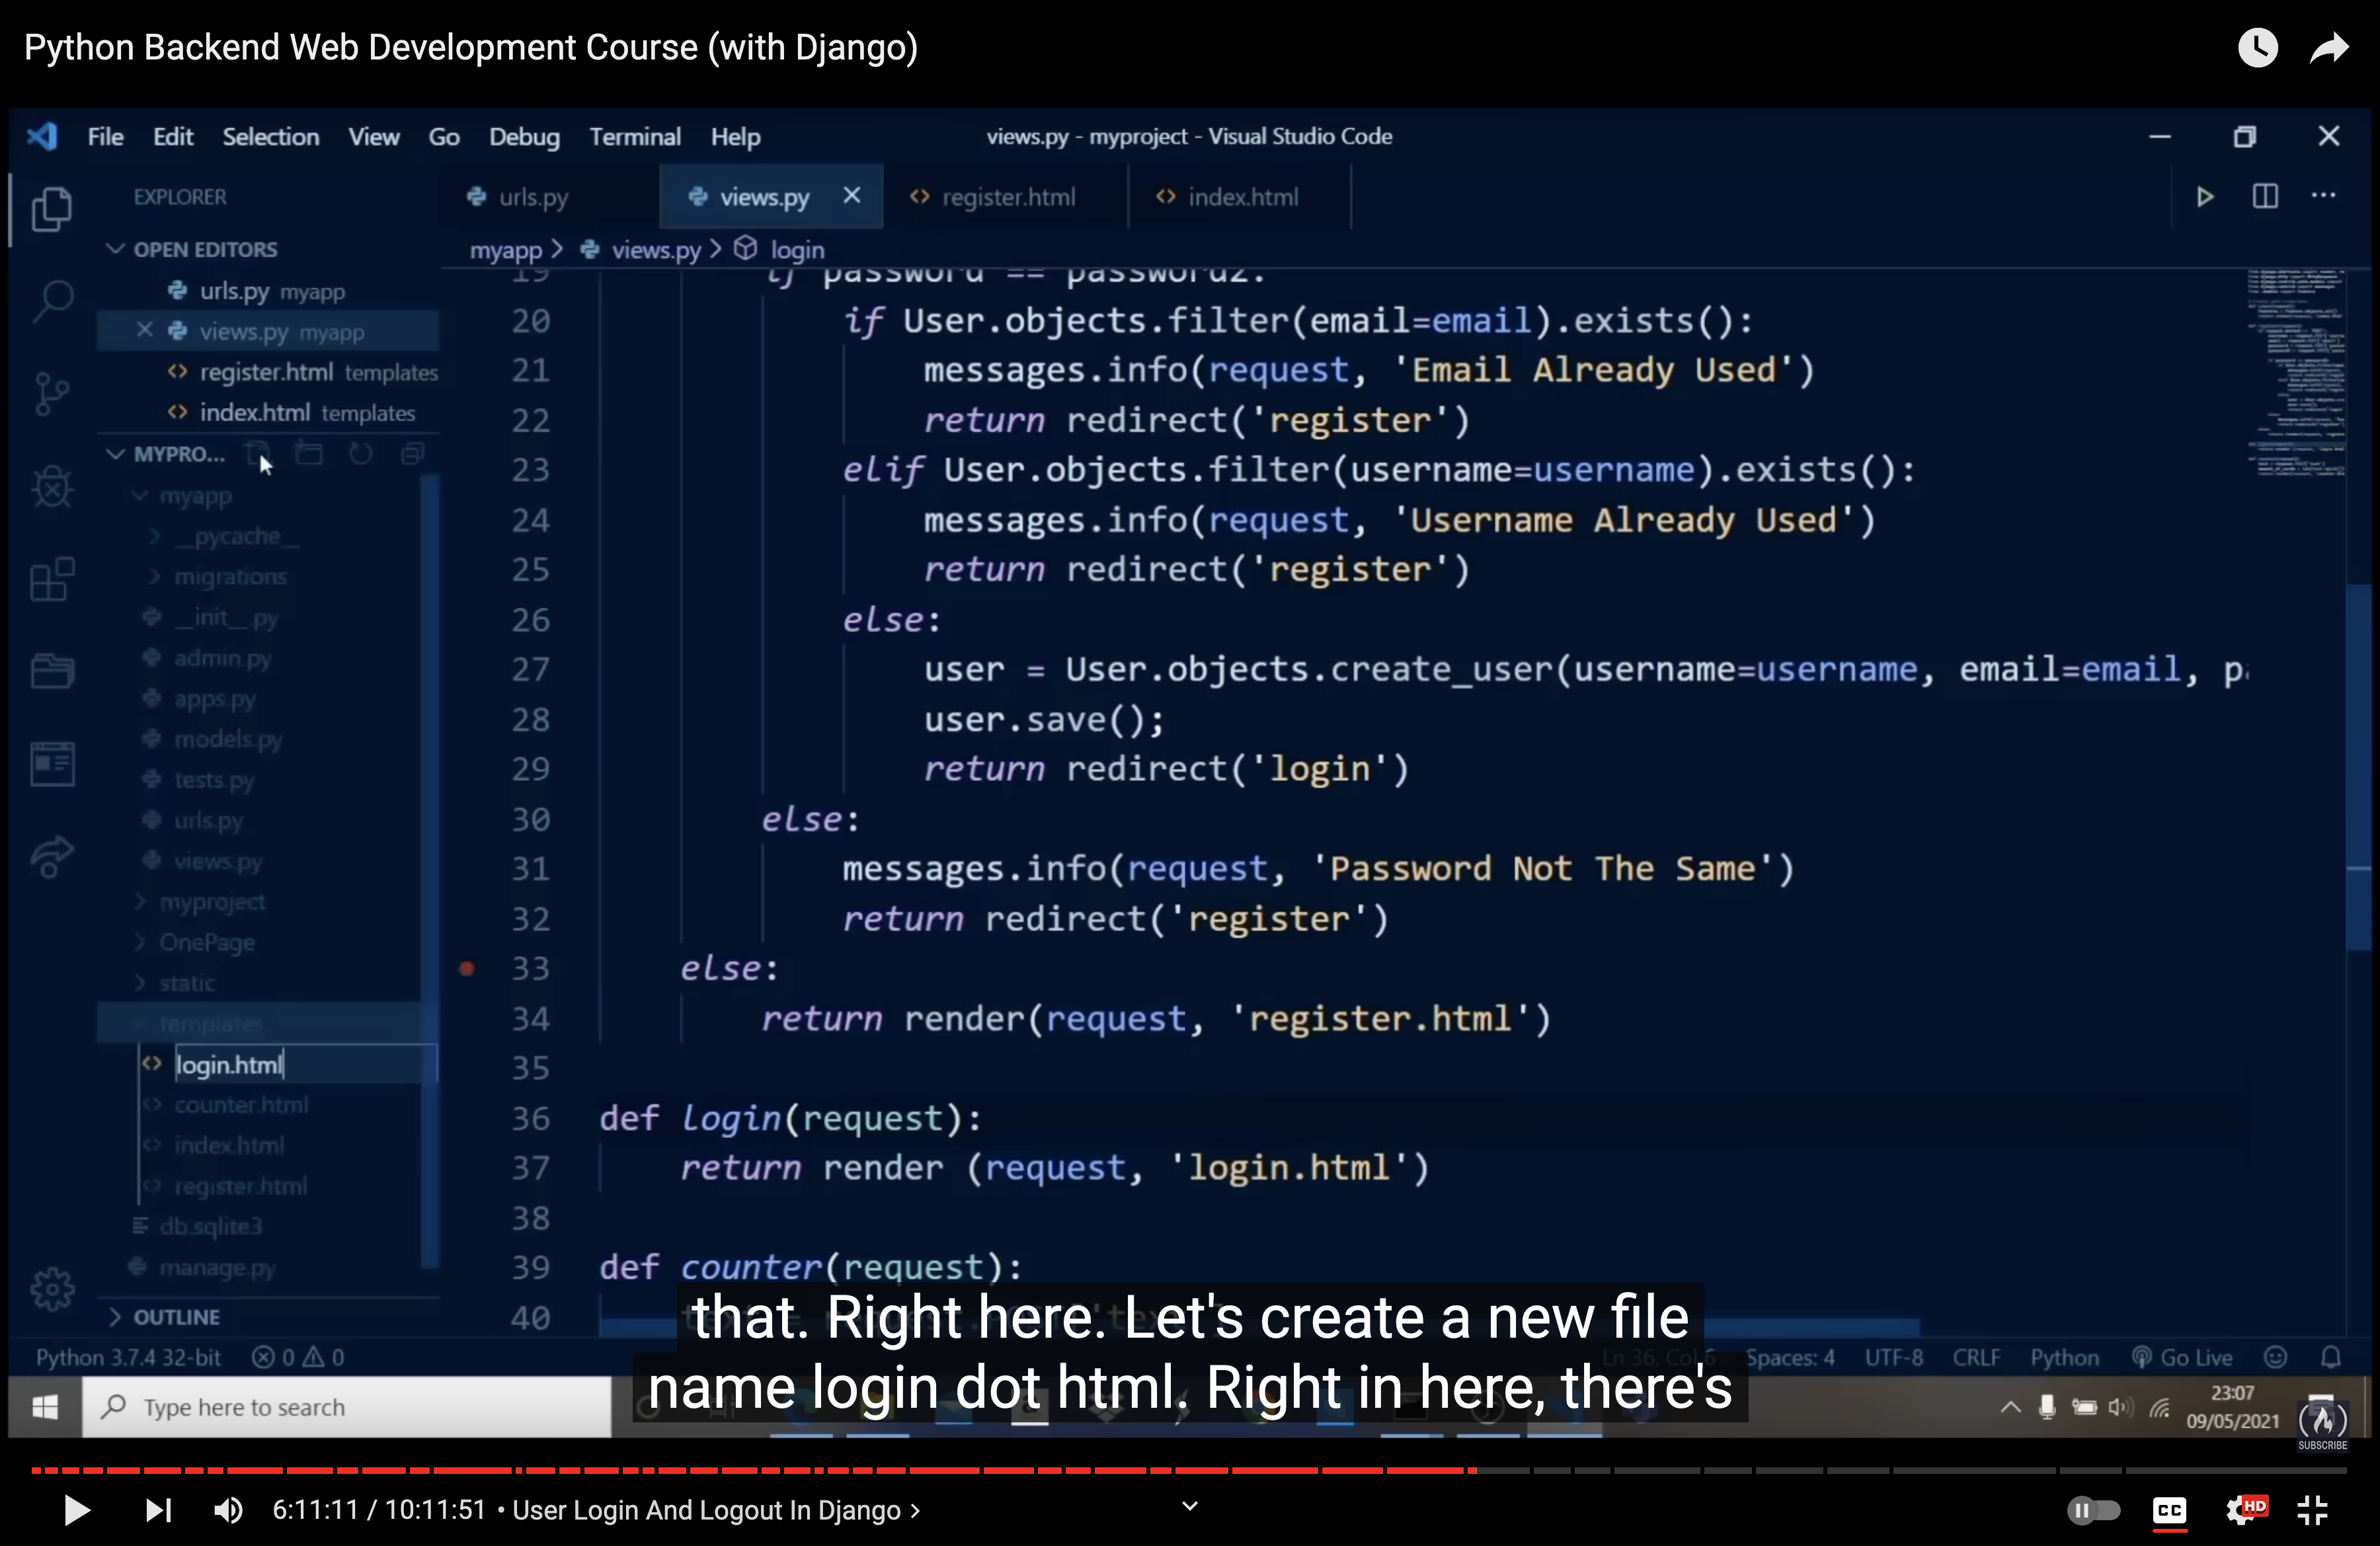 Python Backend Web Development Course (with Django)
File Edit Selection View Go Debug Terminal Help
views.py - myproject - Visual Studio Code
EXPLORER
urls.py
views.py
register.html
index.html
OPEN EDITORS
myapp > views.py > login
urls.py myapp
views.py myapp
register.html templates
index.html templates
MYPRO...
myapp
__pycache__
migrations
__init__.py
admin.py
apps.py
models.py
tests.py
urls.py
views.py
myproject
OnePage
static
templates
login.html
counter.html
index.html
register.html
db.sqlite3
manage.py
OUTLINE
19 if password == password2:
20 if User.objects.filter(email=email).exists():
21 messages.info(request, 'Email Already Used')
22 return redirect('register')
23 elif User.objects.filter(username=username).exists():
24 messages.info(request, 'Username Already Used')
25 return redirect('register')
26 else:
27 user = User.objects.create_user(username=username, email=email,
28 user.save();
29 return redirect('login')
30 else:
31 messages.info(request, 'Password Not The Same')
32 return redirect('register')
33 else:
34 return render(request, 'register.html')
35
36 def login(request):
37 return render (request, 'login.html')
38
39 def counter(request):
40
that. Right here. Let's create a new file
name login dot html. Right in here, there's
Python 3.7.4 32-bit 0 0
Ln 36, Col 6 Spaces: 4 UTF-8 CRLF Python Go Live
Type here to search
23:07
09/05/2021
SUBSCRIBE
6:11:11 / 10:11:51 • User Login And Logout In Django >
CC
HD